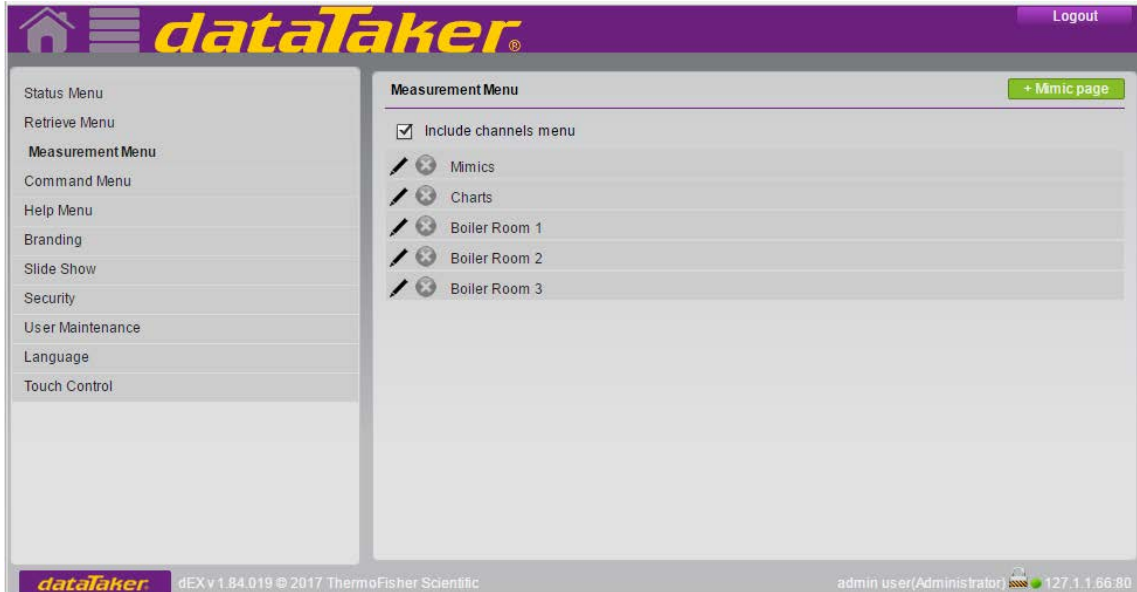 dataTaker®
Logout
Status Menu
Retrieve Menu
Measurement Menu
Command Menu
Help Menu
Branding
Slide Show
Security
User Maintenance
Language
Touch Control
Measurement Menu
+ Mimic page
Include channels menu
Mimics
Charts
Boiler Room 1
Boiler Room 2
Boiler Room 3
dataTaker. dEX v 1.84.019 © 2017 ThermoFisher Scientific admin user(Administrator) 127.1.1.66:80